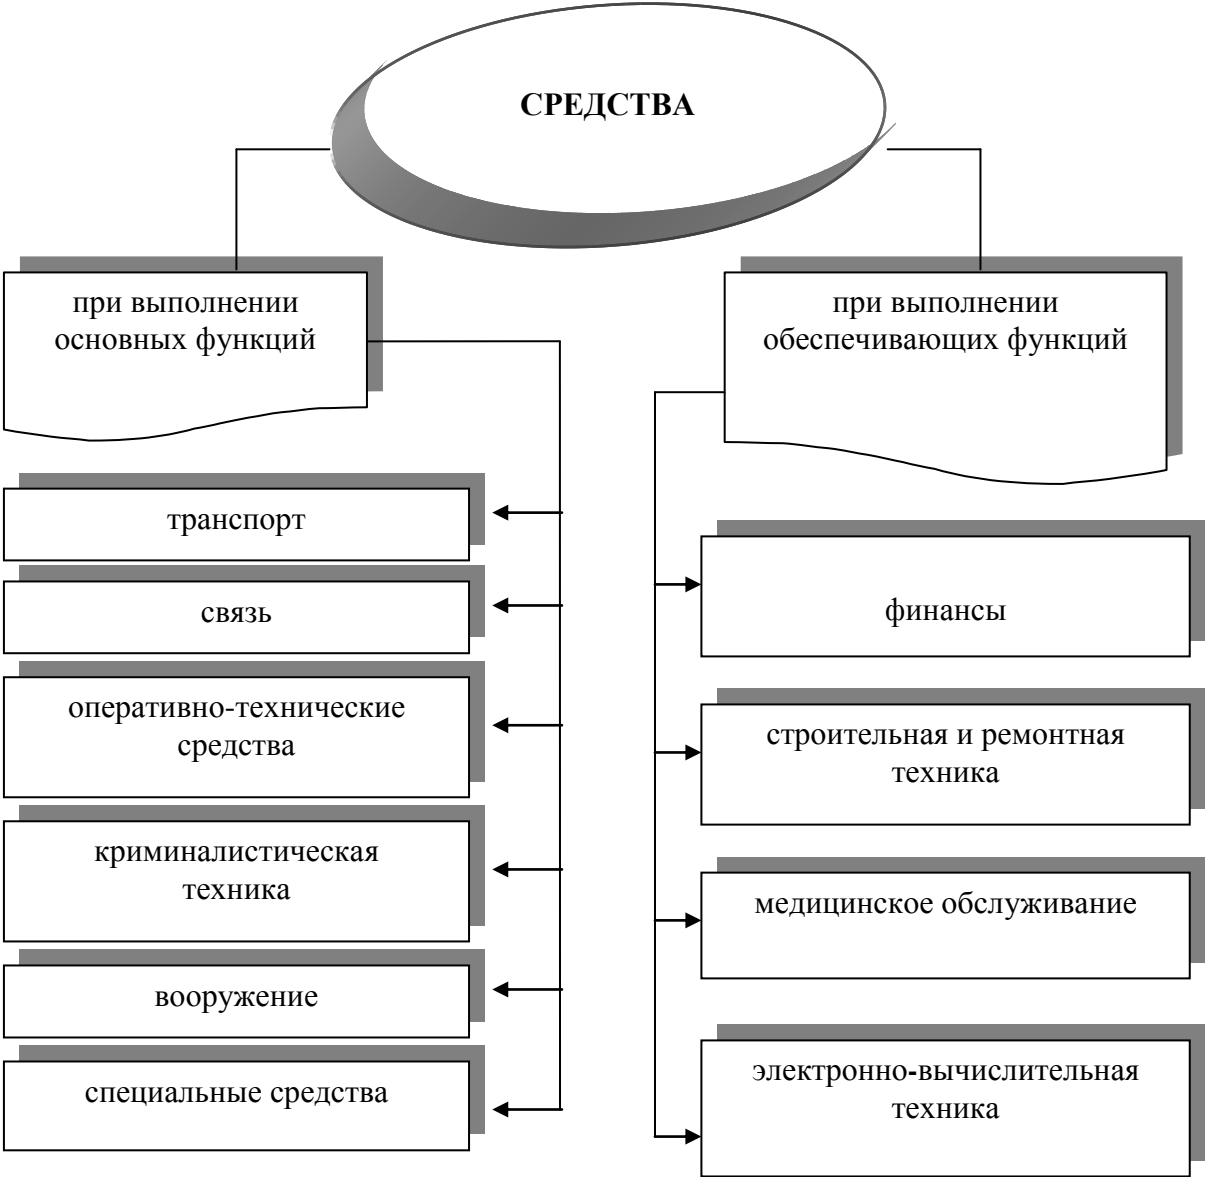 СРЕДСТВА
при выполнении
основных функций
транспорт
связь
оперативно-технические
средства
криминалистическая
техника
вооружение
специальные средства
при выполнении
обеспечивающих функций
финансы
строительная и ремонтная
техника
медицинское обслуживание
электронно-вычислительная
техника